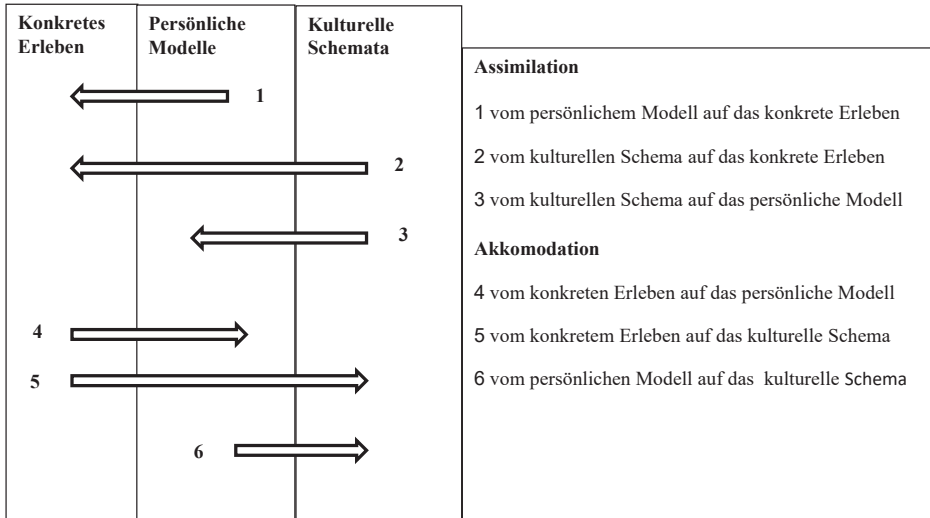 Konkretes
Erleben
Persönliche
Modelle
Kulturelle
Schemata
1
2
3
4
5
6
Assimilation
1 vom persönlichem Modell auf das konkrete Erleben
2 vom kulturellen Schema auf das konkrete Erleben
3 vom kulturellen Schema auf das persönliche Modell
Akkomodation
4 vom konkreten Erleben auf das persönliche Modell
5 vom konkretem Erleben auf das kulturelle Schema
6 vom persönlichen Modell auf das kulturelle Schema